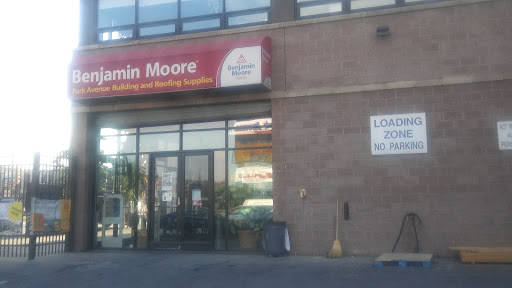 Benjamin Moore®
Park Avenue Building and Roofing Supplies
Benjamin
Moore
LOADING
ZONE
NO PARKING